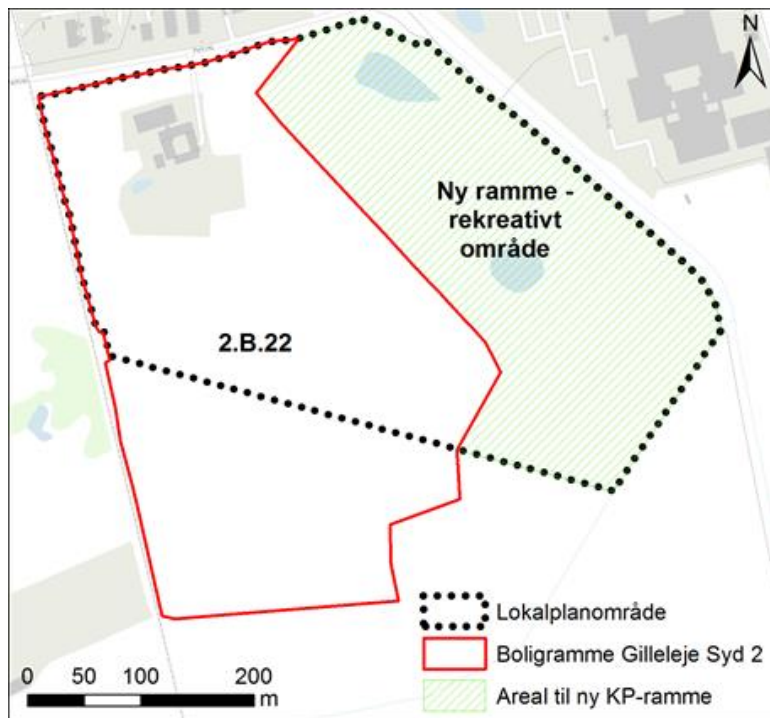 N
Ny ramme -
rekreativt
område
2.B.22
Lokalplanområde
Boligramme Gilleleje Syd 2
Areal til ny KP-ramme
0 50 100 200
m